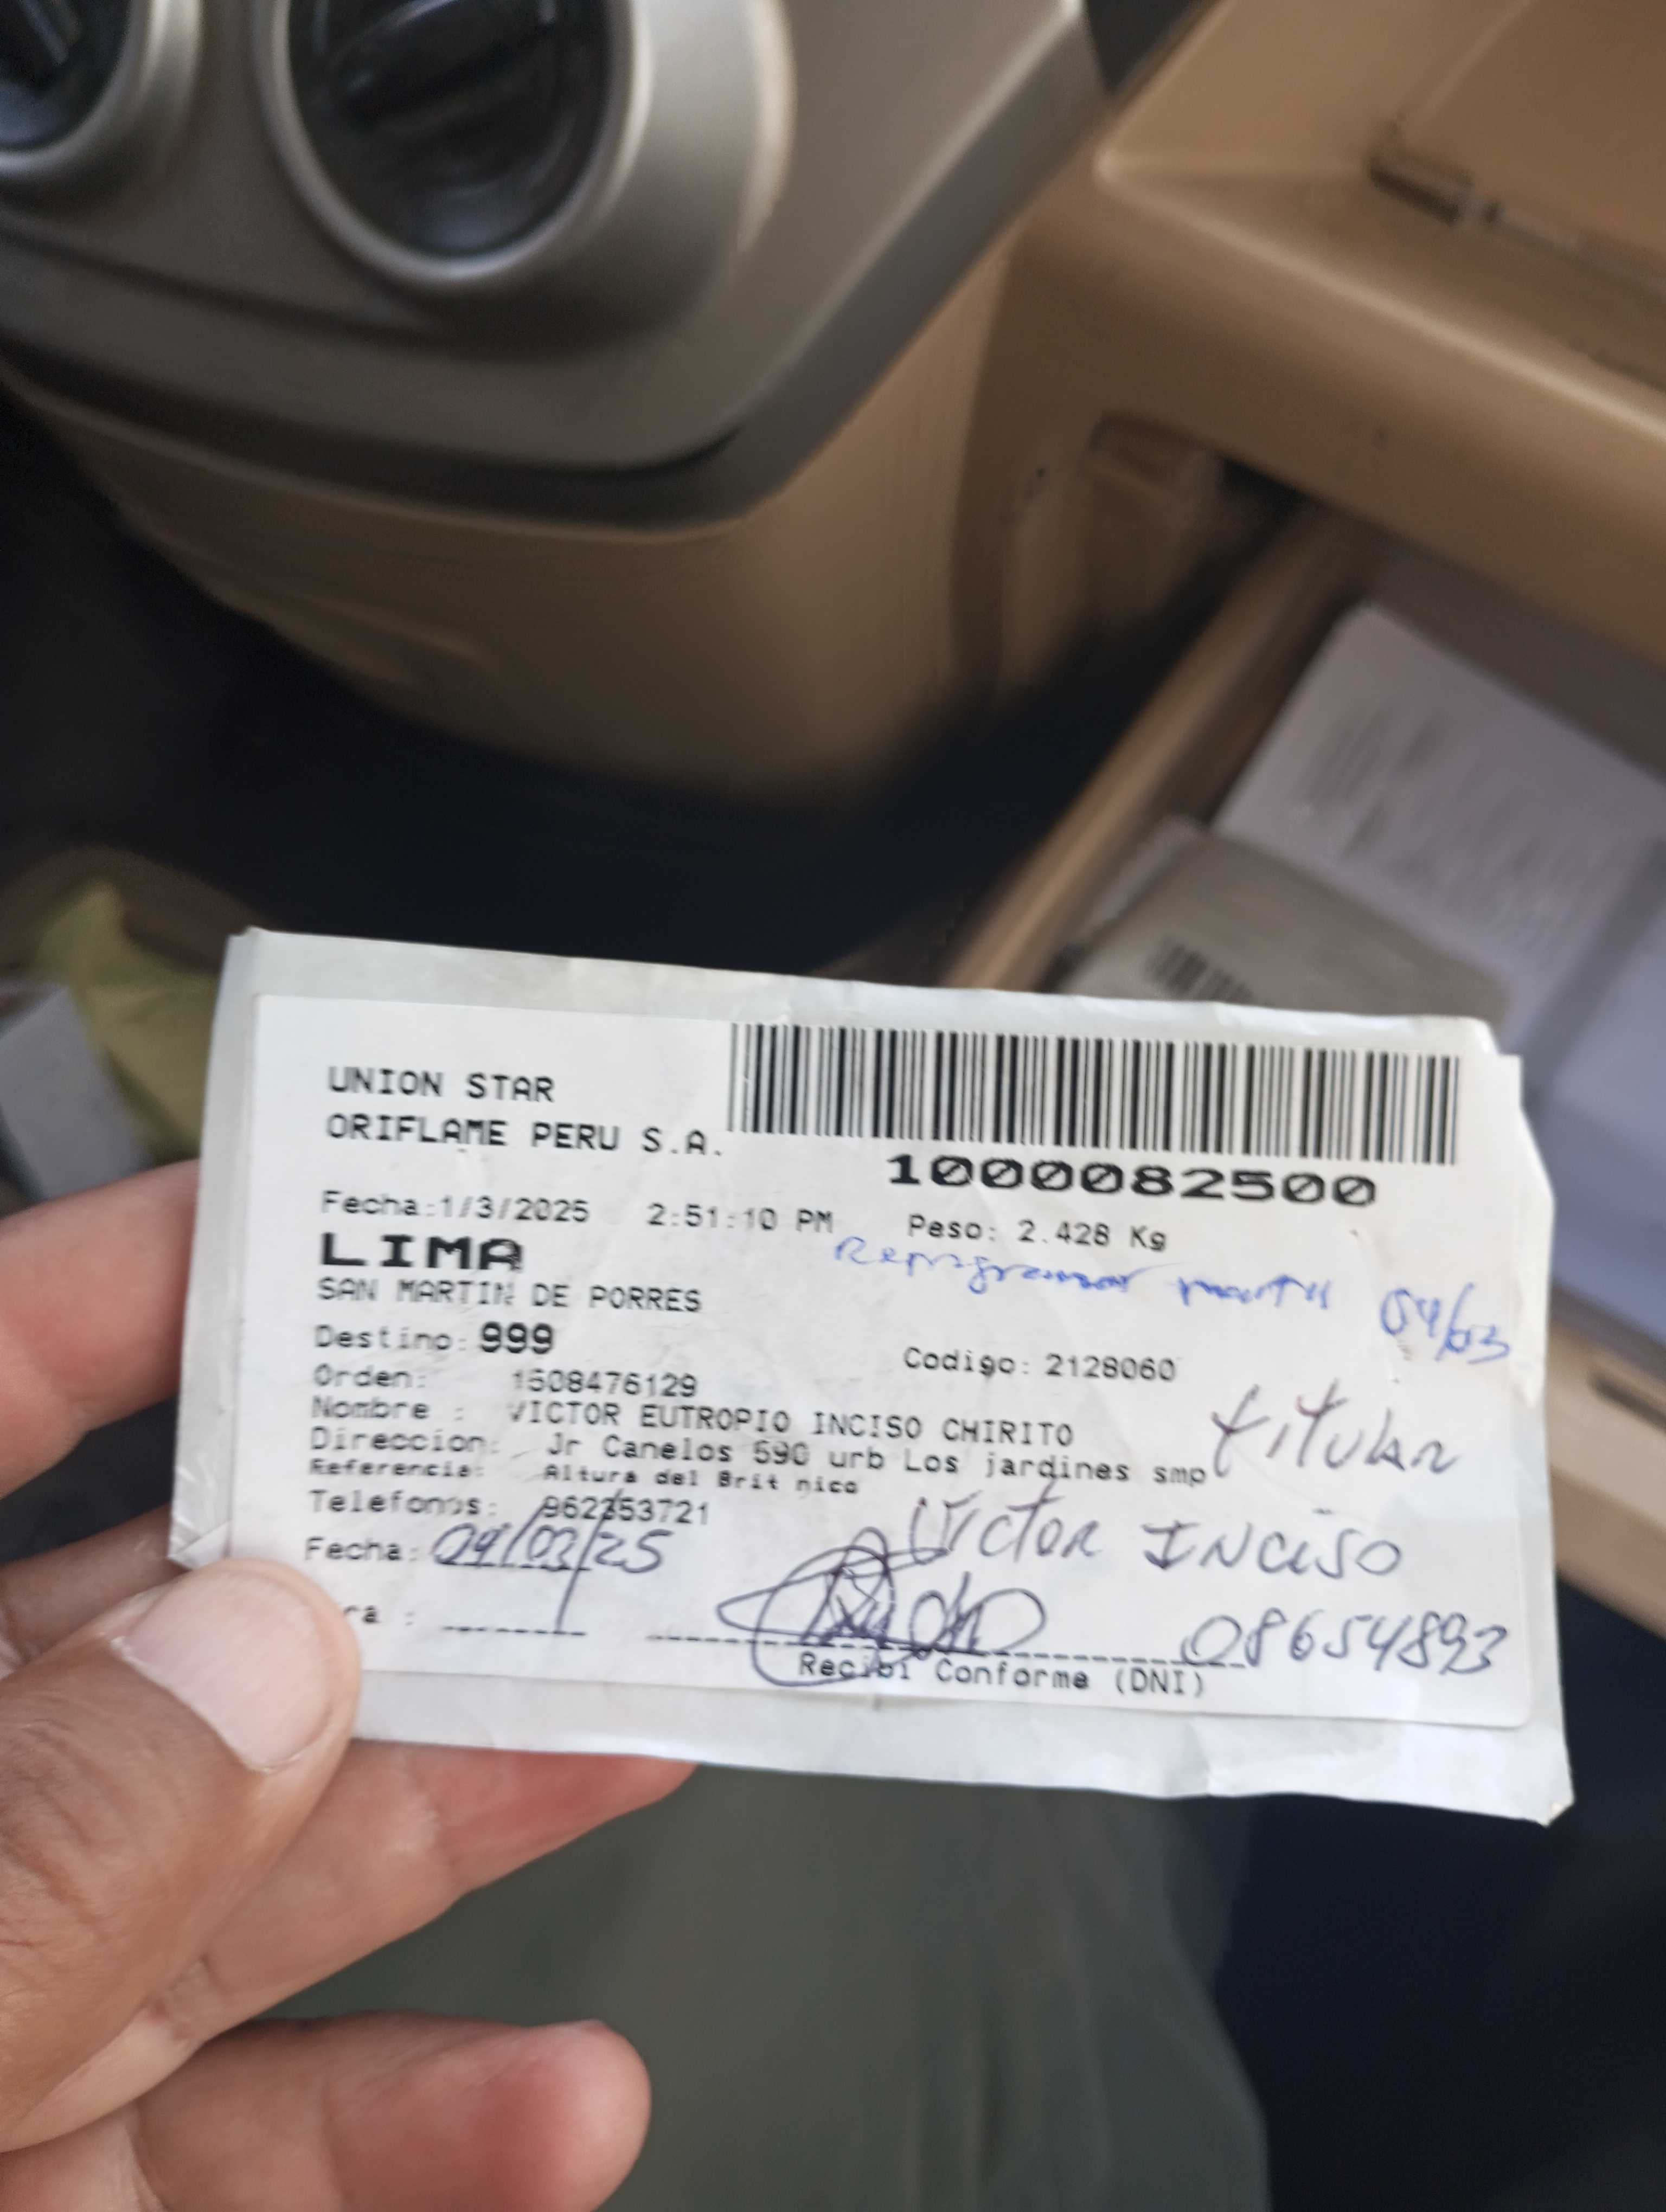 UNION STAR
ORIFLAME PERU S.A.
1000082500
Fecha:1/3/2025 2:51:10 PM Peso: 2.428 Kg
LIMA
Reprogramar martes 04/03
SAN MARTIN DE PORRES
Destino: 999
Codigo: 2128060
Orden: 1508476129
Nombre : VICTOR EUTROPIO INCISO CHIRITO
titular
Direccion: Jr Canelos 590 urb Los jardines smp
Referencia: Altura del Brit nico
Telefonos: 962353721
Victor INCISO
Fecha: 04/03/25
ra :
08654893
Recibi Conforme (DNI)